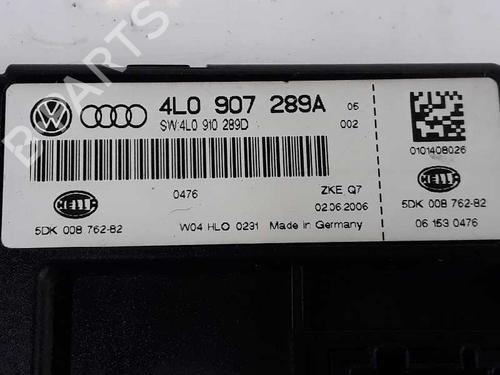 4L0 907 289A 05
SW:4L0 910 289D 002
0101408026
0476 ZKE Q7
02.06.2006
HELLA
HELLA
5DK 008 762-82
W04 HLO 0231 Made in Germany
5DK 008 762-82
06 153 0476
B-PARTS